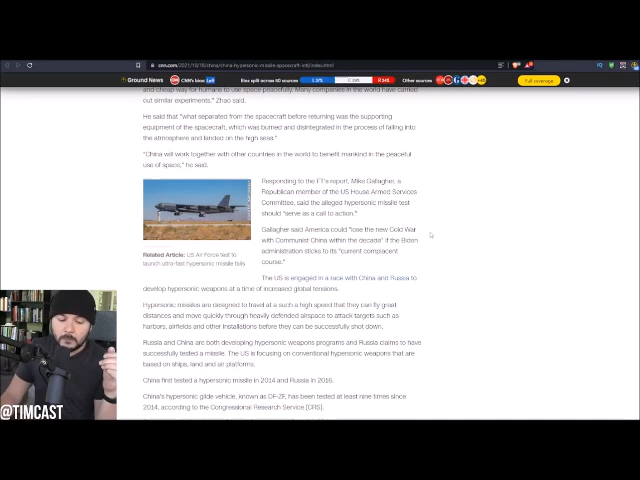 cnn.com/2021/10/18/china/china-hypersonic-missile-spacecraft-intl/index.html
Ground News
CNN's bias: Left
Bias split across 50 sources
L 37%
C 29%
R 34%
Other sources
+45
Full coverage
and cheap way for humans to use space peacefully. Many companies in the world have carried
out similar experiments," Zhao said.
He said that "what separated from the spacecraft before returning was the supporting
equipment of the spacecraft, which was burned and disintegrated in the process of falling into
the atmosphere and landed on the high seas."
"China will work together with other countries in the world to benefit mankind in the peaceful
use of space," he said.
Responding to the FT's report, Mike Gallagher, a
Republican member of the US House Armed Services
Committee, said the alleged hypersonic missile test
should "serve as a call to action."
Gallagher said America could "lose the new Cold War
with Communist China within the decade" if the Biden
administration sticks to its "current complacent
course."
Related Article: US Air Force test to
launch ultra-fast hypersonic missile fails
The US is engaged in a race with China and Russia to
develop hypersonic weapons at a time of increased global tensions.
Hypersonic missiles are designed to travel at a such a high speed that they can fly great
distances and move quickly through heavily defended airspace to attack targets such as
harbors, airfields and other installations before they can be successfully shot down.
Russia and China are both developing hypersonic weapons programs and Russia claims to have
successfully tested a missile. The US is focusing on conventional hypersonic weapons that are
based on ships, land and air platforms.
China first tested a hypersonic missile in 2014 and Russia in 2016.
China's hypersonic glide vehicle, known as DF-ZF, has been tested at least nine times since
2014, according to the Congressional Research Service (CRS).
@TIMCAST